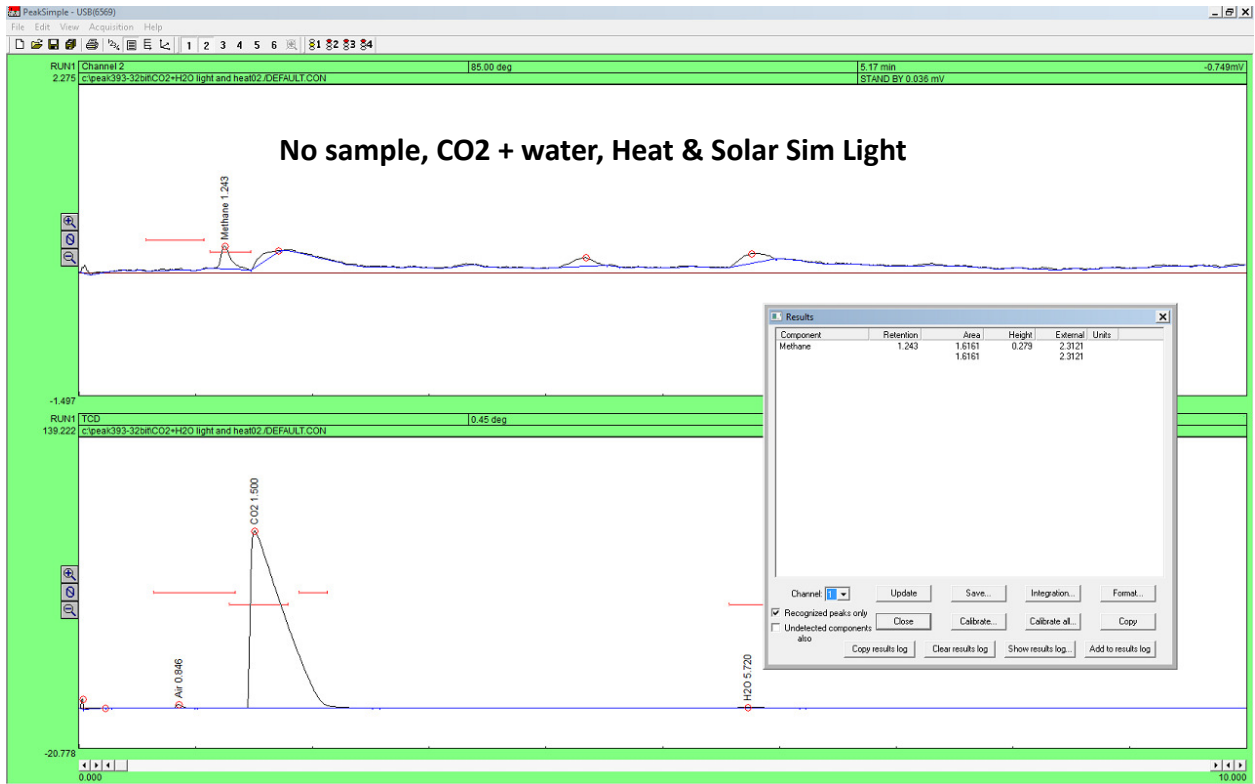 PeakSimple - USB(6569)
File Edit View Acquisition Help
1 2 3 4 5 6 1 2 3 4
RUN1 Channel 2 85.00 deg 5.17 min -0.749mV
2.275 c:\peak393-32bit\CO2+H2O light and heat02./DEFAULT.CON STAND BY 0.036 mV
No sample, CO2 + water, Heat & Solar Sim Light
Methane 1.243
-1.497
RUN1 TCD 0.45 deg
139.222 c:\peak393-32bit\CO2+H2O light and heat02./DEFAULT.CON
CO2 1.500
Air 0.846
H2O 5.720
-20.778
0.000 10.000
Results
Component Retention Area Height External Units
Methane 1.243 1.6161 0.279 2.3121
1.6161 2.3121
Channel: 1 Update Save... Integration... Format...
Recognized peaks only
Undetected components also
Close Calibrate... Calibrate all... Copy
Copy results log Clear results log Show results log... Add to results log